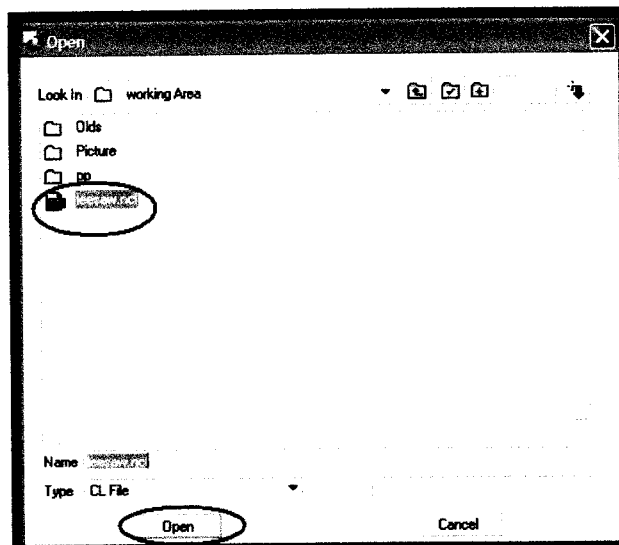 Open
Look In working Area
Olds
Picture
pp
Name
Type CL File
Open Cancel